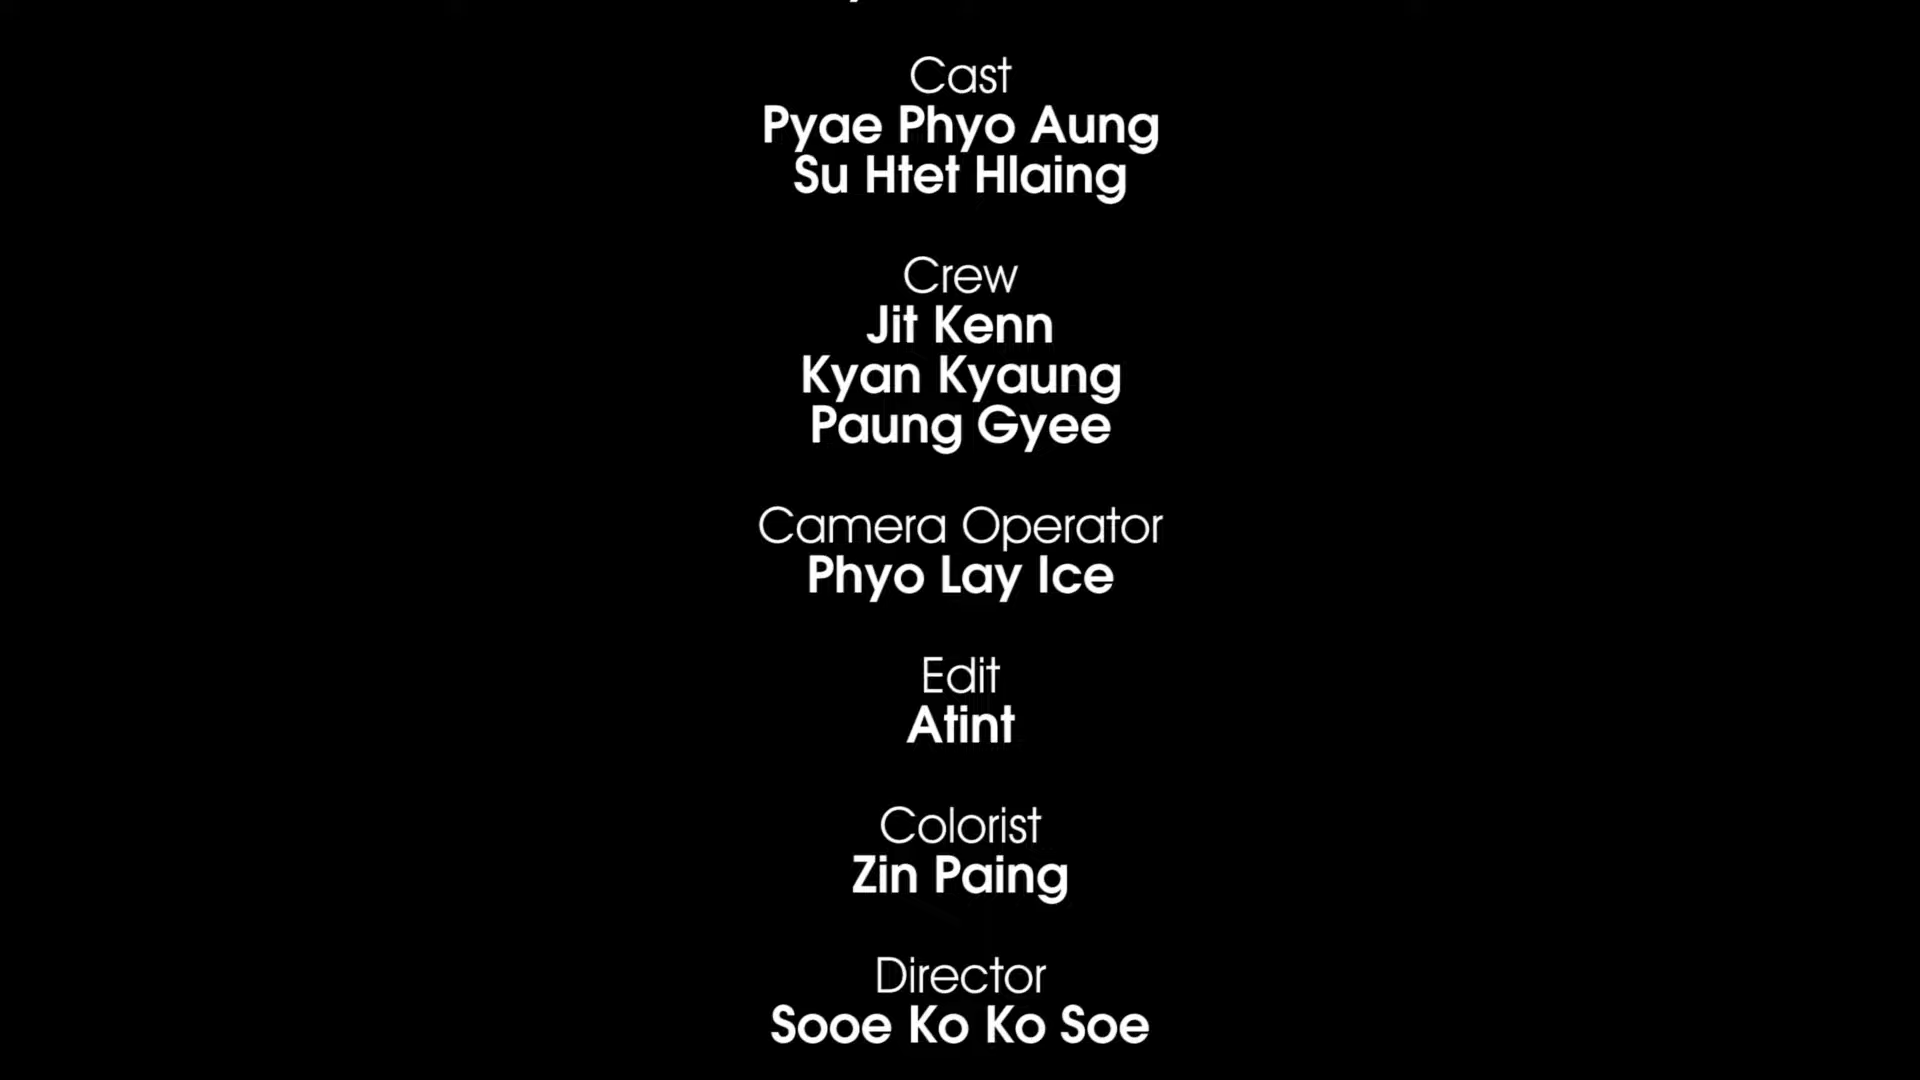 Cast
Pyae Phyo Aung
Su Htet Hlaing
Crew
Jit Kenn
Kyan Kyaung
Paung Gyee
Camera Operator
Phyo Lay Ice
Edit
Atint
Colorist
Zin Paing
Director
Sooe Ko Ko Soe